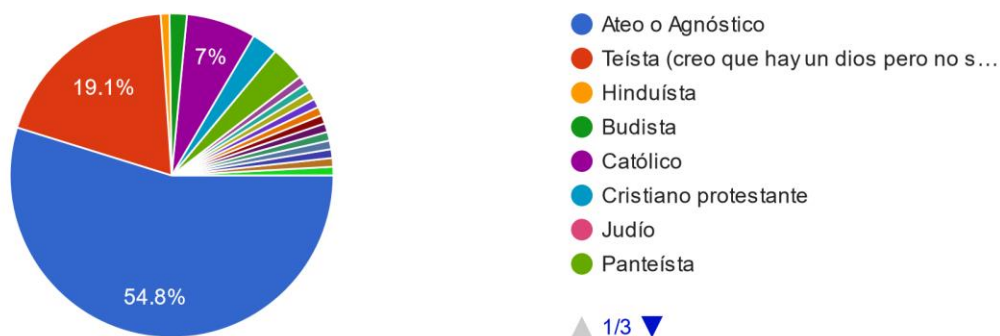 7%
19.1%
54.8%
Ateo o Agnóstico
Teísta (creo que hay un dios pero no s...
Hinduísta
Budista
Católico
Cristiano protestante
Judío
Panteísta
1/3